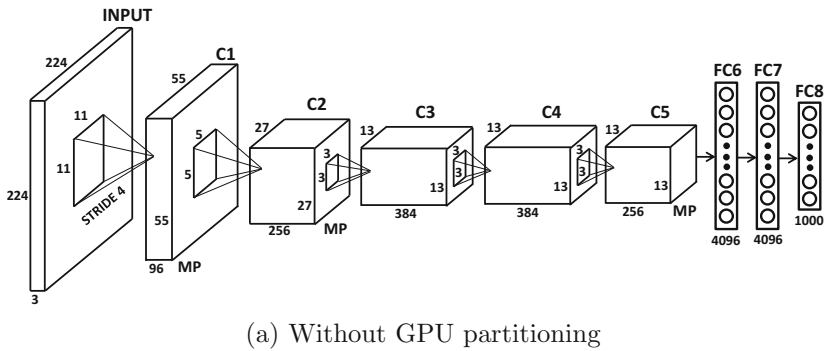 INPUT
224
224
11
11
STRIDE 4
3
C1
55
55
5
5
96
MP
C2
27
27
3
3
256
MP
C3
13
13
3
3
384
C4
13
13
3
3
384
C5
13
13
256
MP
FC6
4096
FC7
4096
FC8
1000
(a) Without GPU partitioning